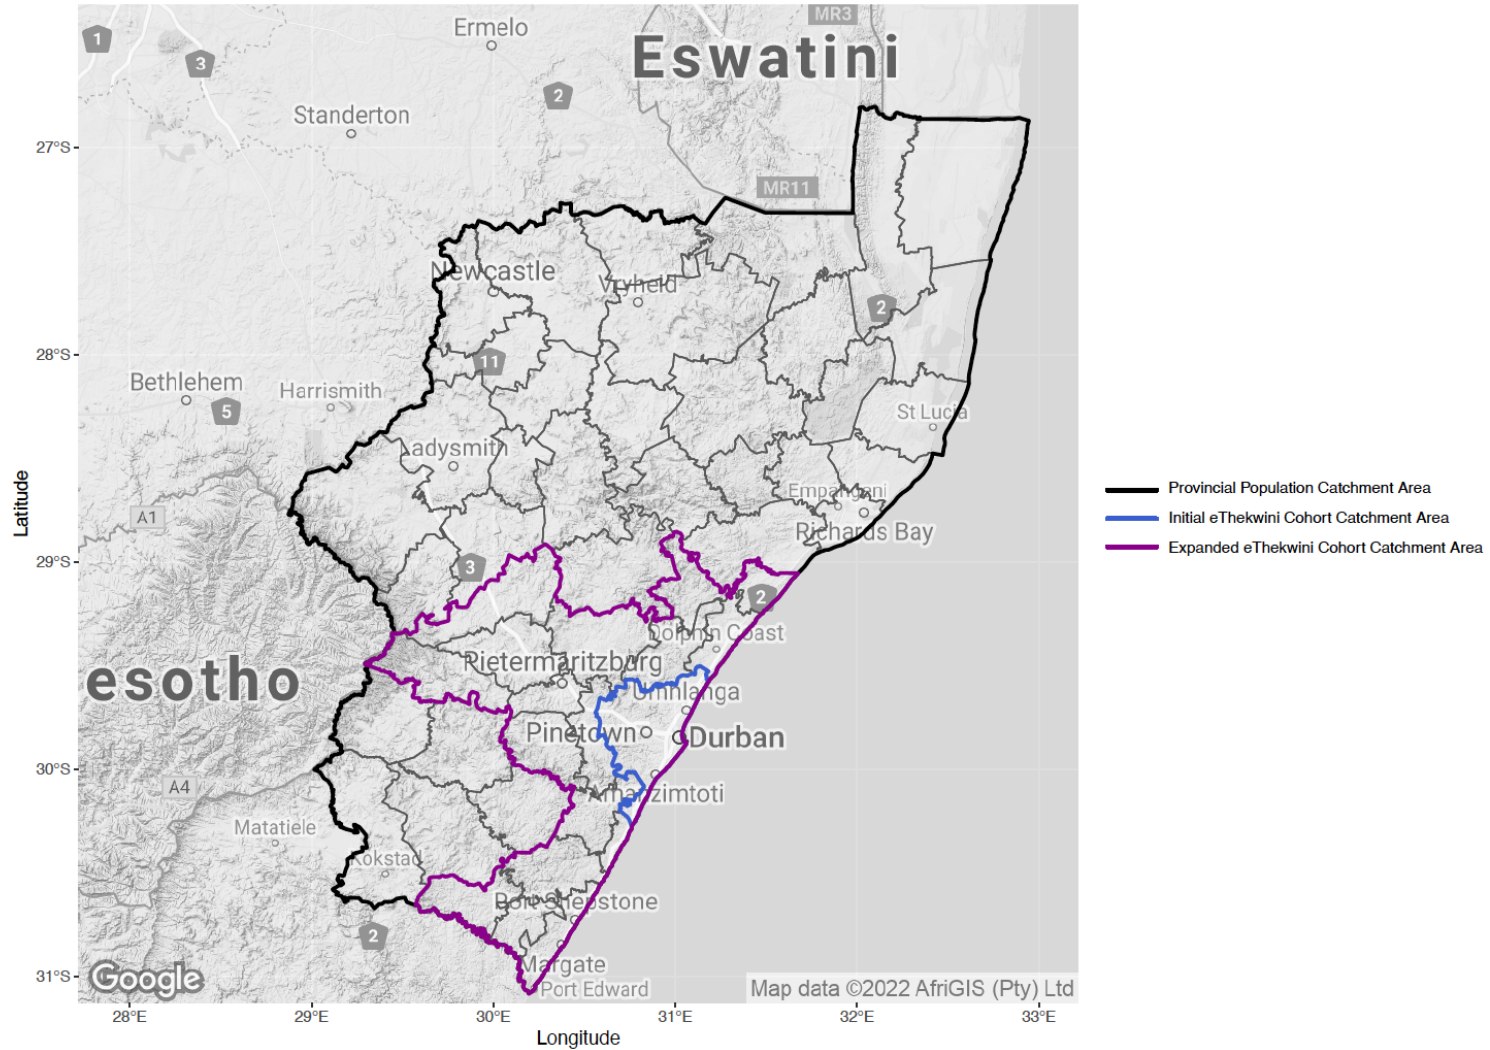 MR3
Ermelo
Eswatini
1
3
2
Standerton
27°S
MR11
Newcastle
Vryheid
2
28°S
11
Bethlehem
Harrismith
5
St Lucia
Ladysmith
Latitude
Empangeni
Provincial Population Catchment Area
A1
Initial eThekwini Cohort Catchment Area
Richards Bay
Expanded eThekwini Cohort Catchment Area
29°S
3
2
Dolphin Coast
Pietermaritzburg
esotho
Umhlanga
Pinetown
Durban
30°S
A4
Amanzimtoti
Matatiele
Kokstad
Port Shepstone
2
Margate
31°S
Google
Port Edward
Map data ©2022 AfriGIS (Pty) Ltd
28°E
29°E
30°E
31°E
32°E
33°E
Longitude